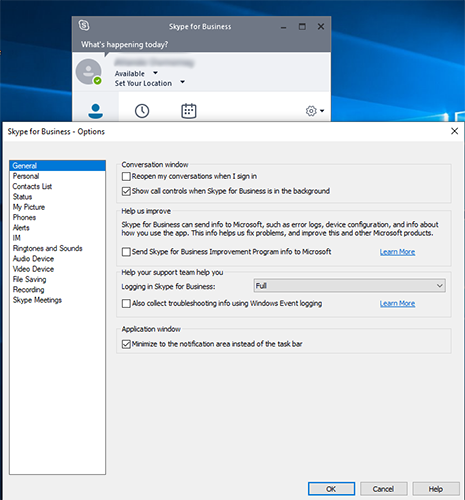 Skype for Business
What's happening today?
Available
Set Your Location
Skype for Business - Options
General
Personal
Contacts List
Status
My Picture
Phones
Alerts
IM
Ringtones and Sounds
Audio Device
Video Device
File Saving
Recording
Skype Meetings
Conversation window
Reopen my conversations when I sign in
Show call controls when Skype for Business is in the background
Help us improve
Skype for Business can send info to Microsoft, such as error logs, device configuration, and info about
how you use the app. This info helps us fix problems, and improve this and other Microsoft products.
Send Skype for Business Improvement Program info to Microsoft Learn More
Help your support team help you
Logging in Skype for Business: Full
Also collect troubleshooting info using Windows Event logging Learn More
Application window
Minimize to the notification area instead of the task bar
OK Cancel Help